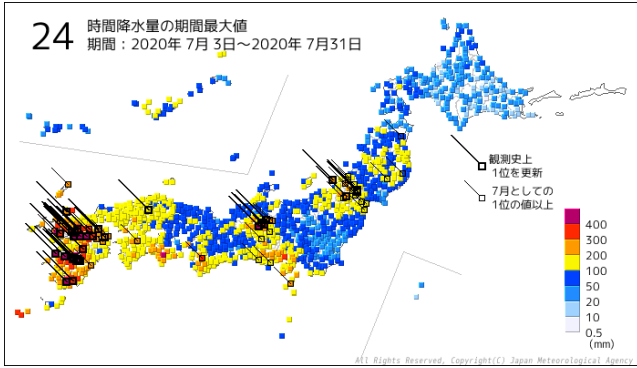 24 時間降水量の期間最大値
期間：2020年 7月 3日～2020年 7月31日
観測史上
1位を更新
7月としての
1位の値以上
400
300
200
100
50
20
10
0.5
(mm)
All Rights Reserved, Copyright(C) Japan Meteorological Agency